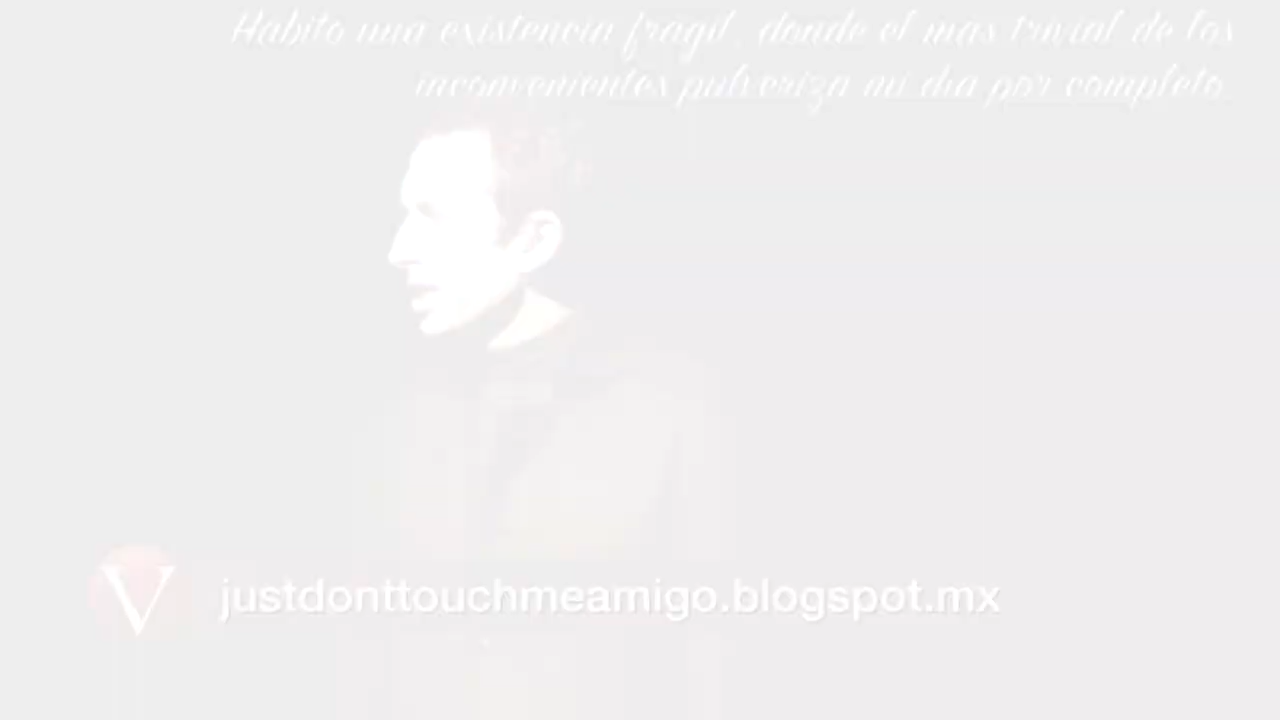 Habito una existencia frágil, donde el más trivial de los
inconvenientes pulveriza mi día por completo.
V
justdonttouchmeamigo.blogspot.mx